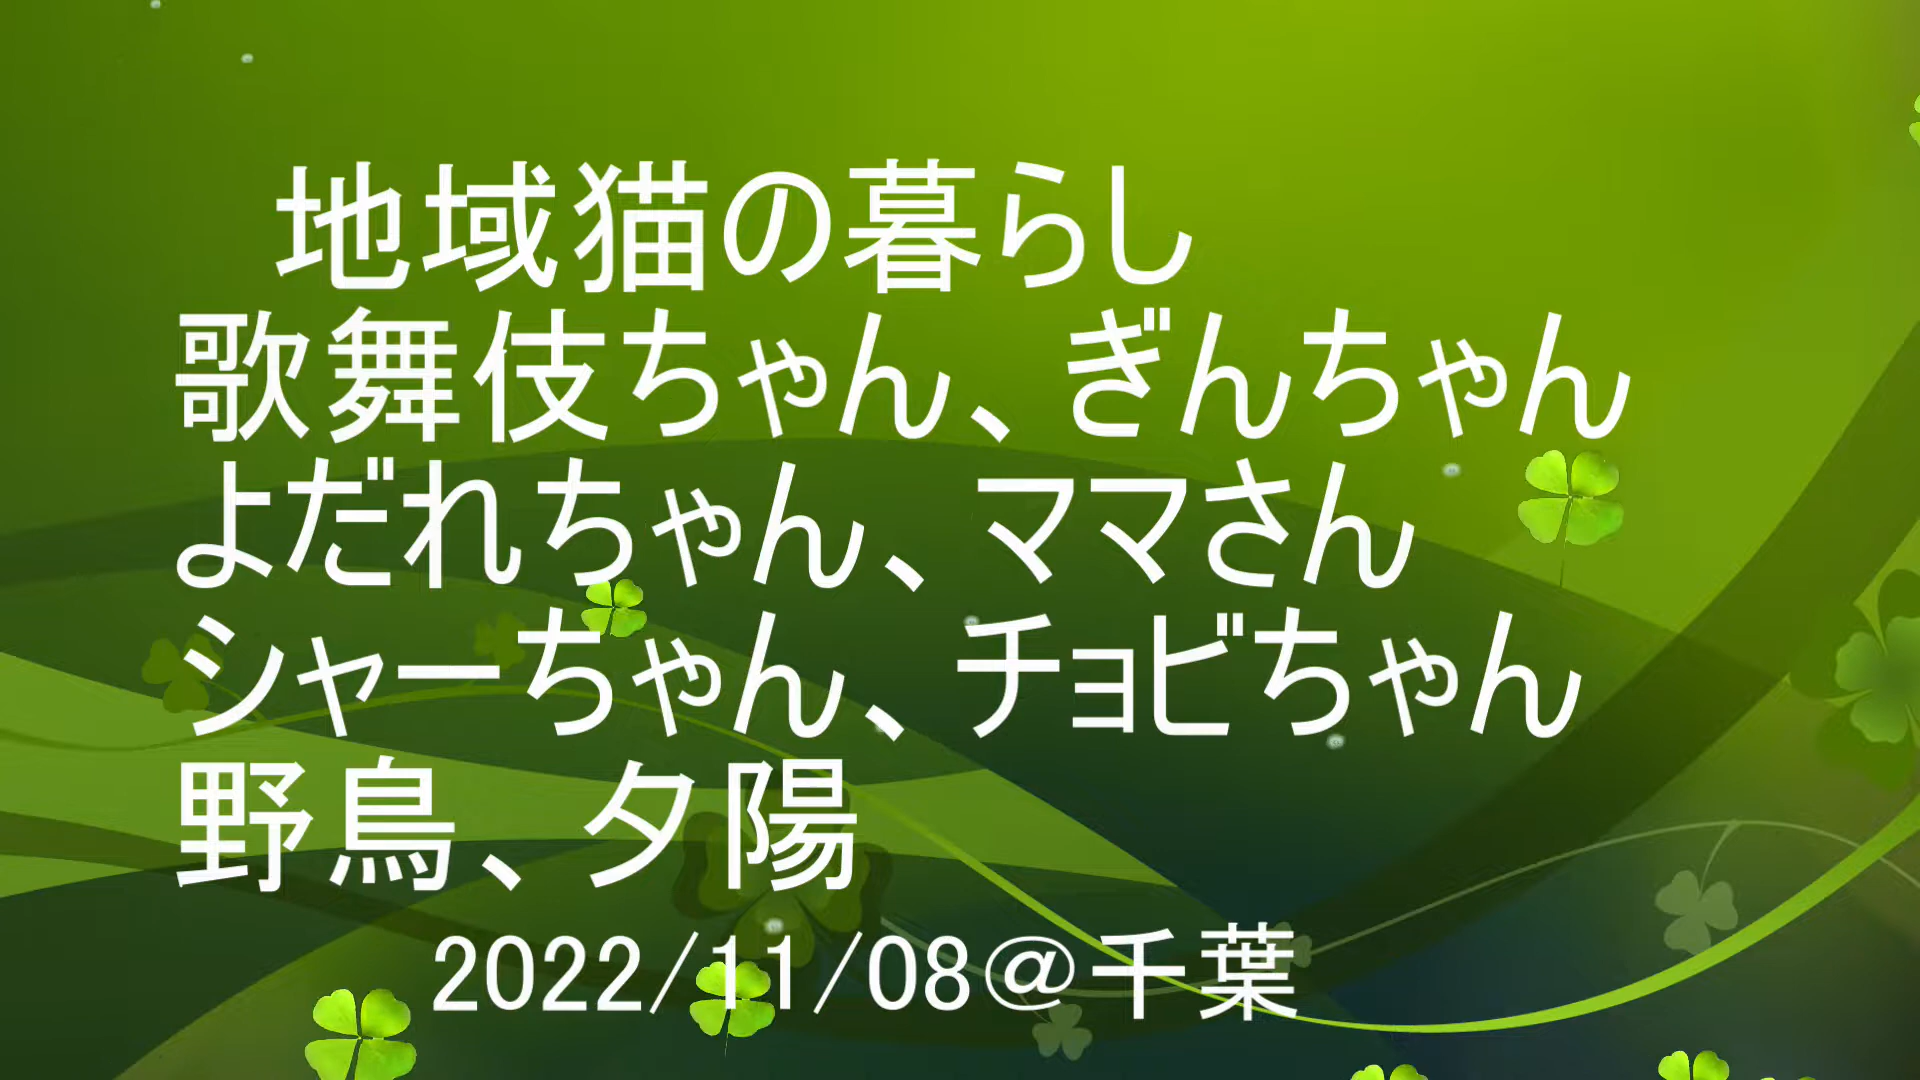 地域猫の暮らし
歌舞伎ちゃん、ぎんちゃん
よだれちゃん、ママさん
シャーちゃん、チョビちゃん
野鳥、夕陽
2022/11/08@千葉